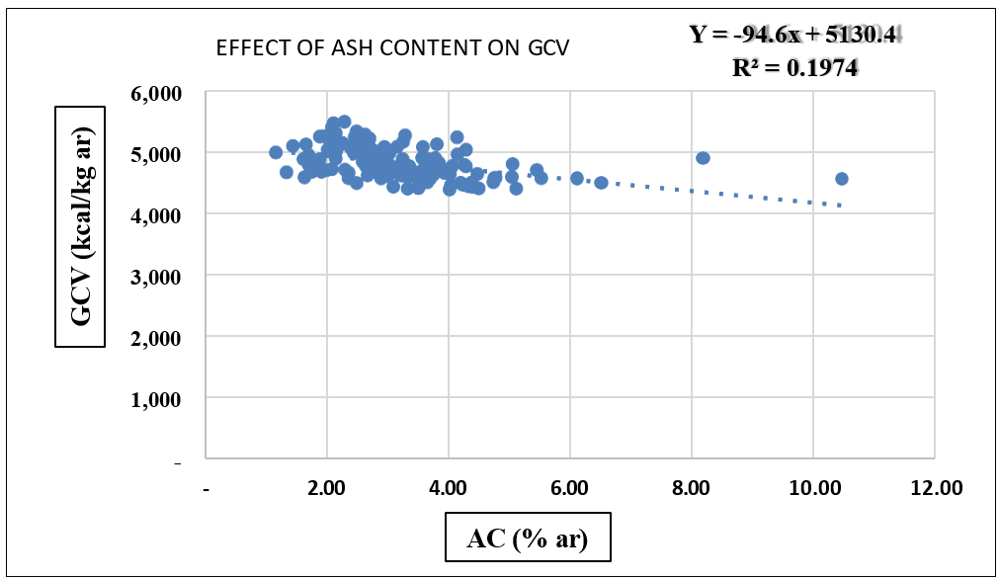 EFFECT OF ASH CONTENT ON GCV
Y = -94.6x + 5130.4
R² = 0.1974
GCV (kcal/kg ar)
6,000
5,000
4,000
3,000
2,000
1,000
-
- 2.00 4.00 6.00 8.00 10.00 12.00
AC (% ar)